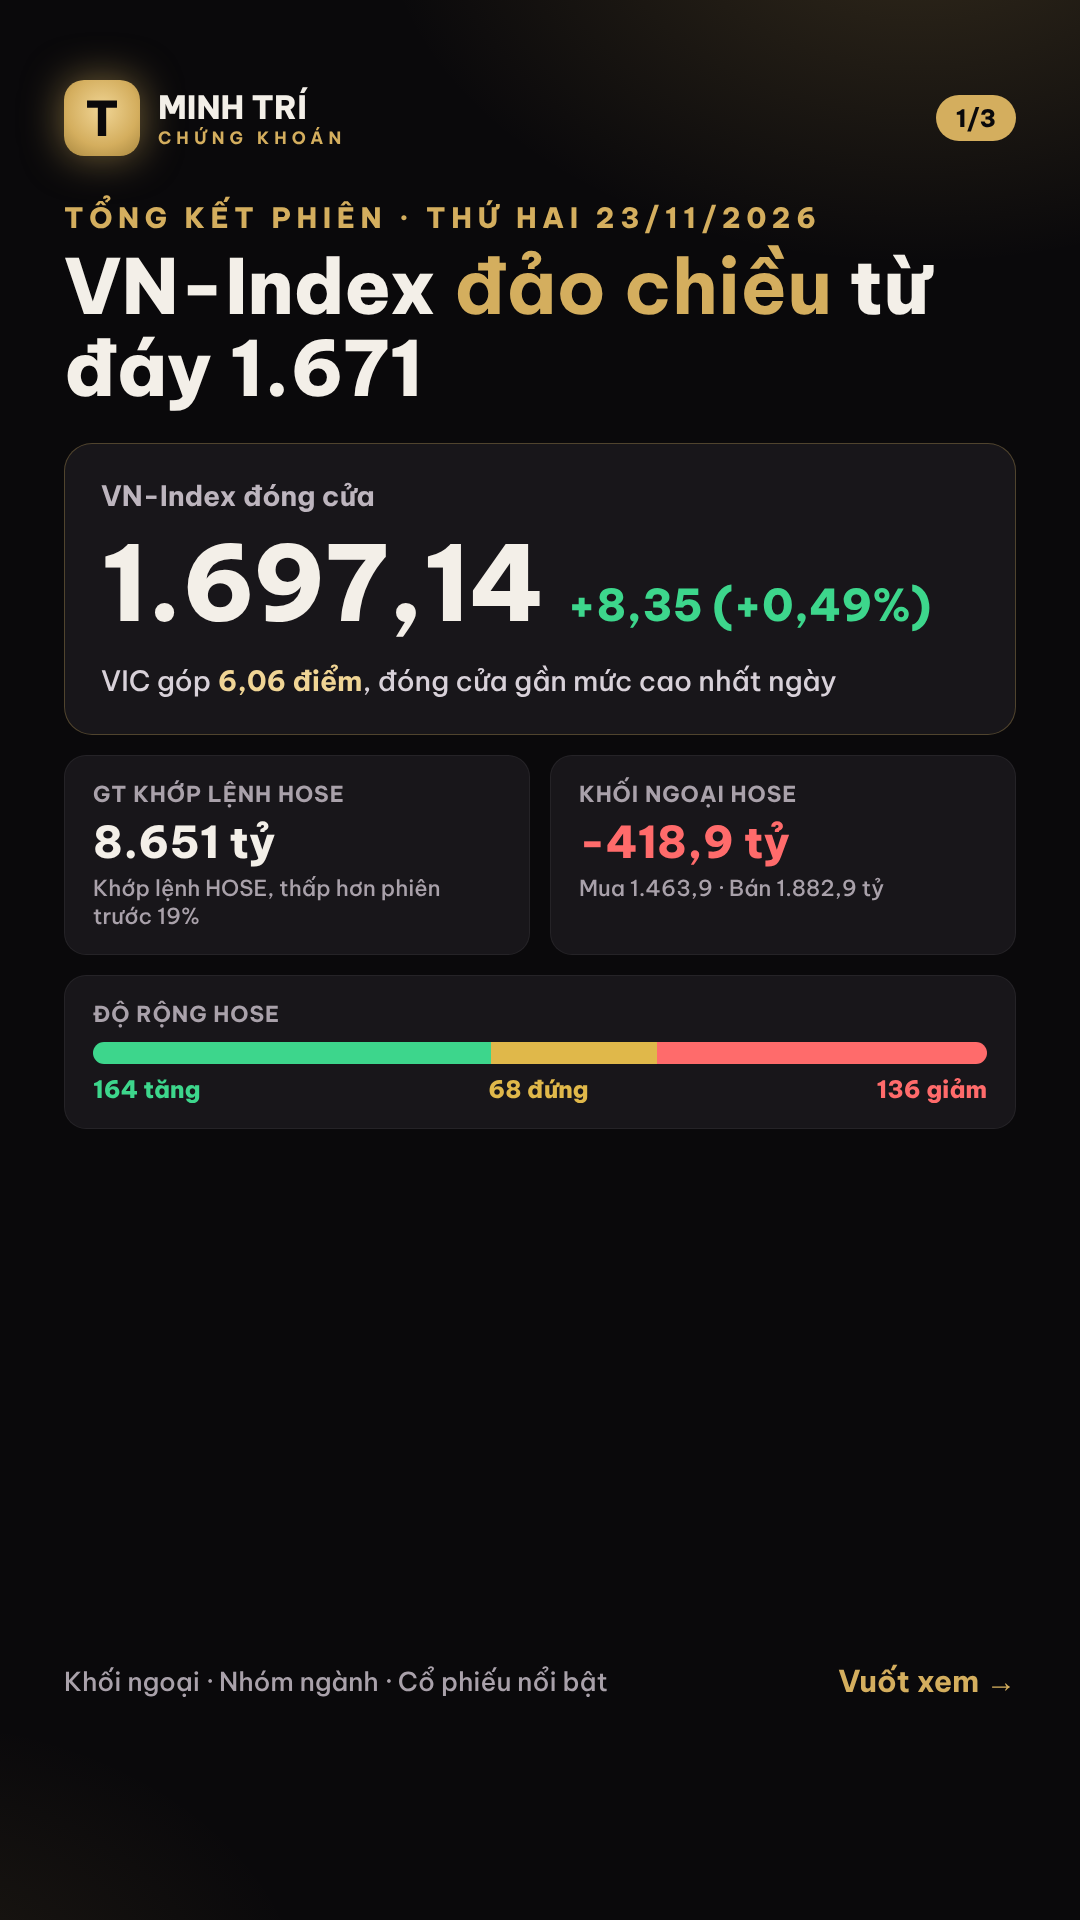 T
MINH TRÍ
CHỨNG KHOÁN
1/3
TỔNG KẾT PHIÊN · THỨ HAI 23/11/2026
VN-Index đảo chiều từ
đáy 1.671
VN-Index đóng cửa
1.697,14 +8,35 (+0,49%)
VIC góp 6,06 điểm, đóng cửa gần mức cao nhất ngày
GT KHỚP LỆNH HOSE
8.651 tỷ
Khớp lệnh HOSE, thấp hơn phiên
trước 19%
KHỐI NGOẠI HOSE
-418,9 tỷ
Mua 1.463,9 · Bán 1.882,9 tỷ
ĐỘ RỘNG HOSE
164 tăng 68 đứng 136 giảm
Khối ngoại · Nhóm ngành · Cổ phiếu nổi bật
Vuốt xem →